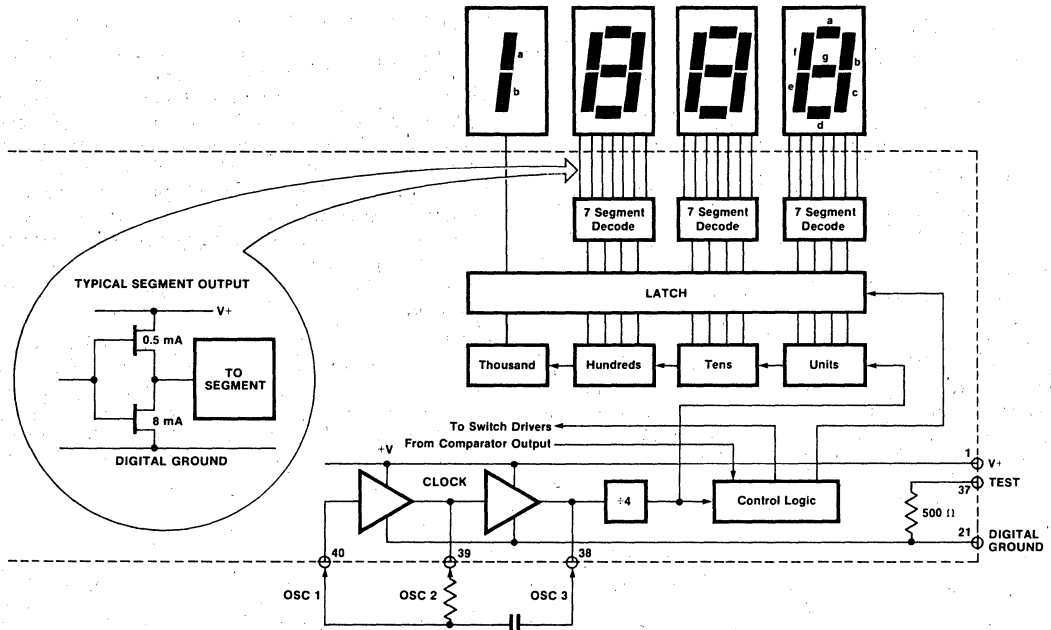 a
b
a
f
g
b
e
c
d
7 Segment
Decode
7 Segment
Decode
7 Segment
Decode
TYPICAL SEGMENT OUTPUT
V+
0.5 mA
TO
SEGMENT
8 mA
DIGITAL GROUND
LATCH
Thousand
Hundreds
Tens
Units
To Switch Drivers
From Comparator Output
+V
CLOCK
÷4
Control Logic
1
V+
37
TEST
500 Ω
21
DIGITAL
GROUND
40
39
38
OSC 1
OSC 2
OSC 3